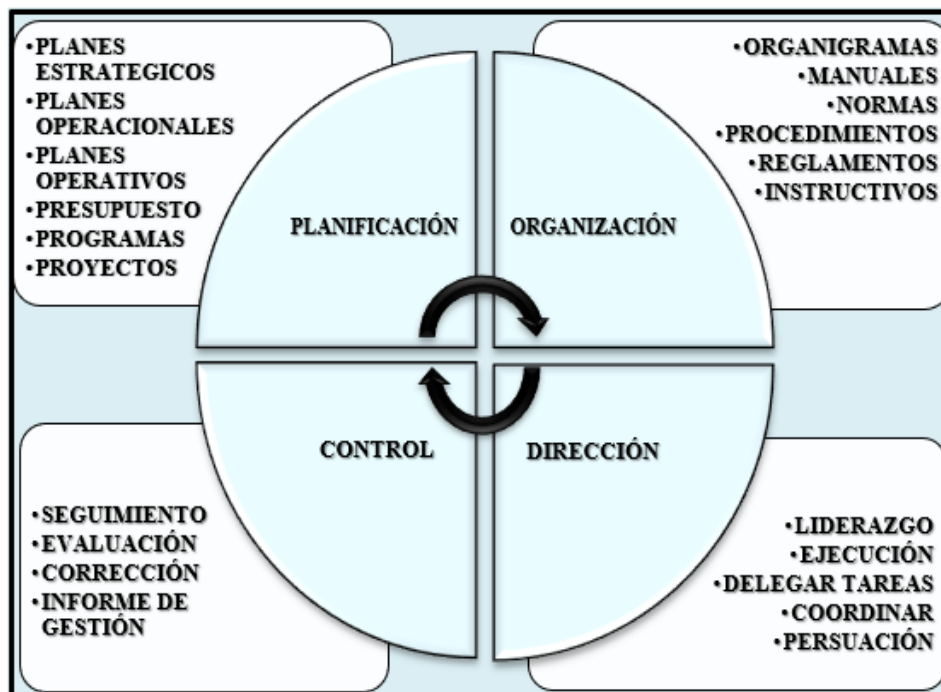 •PLANES
ESTRATEGICOS
•PLANES
OPERACIONALES
•PLANES
OPERATIVOS
•PRESUPUESTO
•PROGRAMAS
•PROYECTOS
PLANIFICACIÓN
•ORGANIGRAMAS
•MANUALES
•NORMAS
•PROCEDIMIENTOS
•REGLAMENTOS
•INSTRUCTIVOS
ORGANIZACIÓN
CONTROL
•SEGUIMIENTO
•EVALUACIÓN
•CORRECCIÓN
•INFORME DE
GESTIÓN
DIRECCIÓN
•LIDERAZGO
•EJECUCIÓN
•DELEGAR TAREAS
•COORDINAR
•PERSUACIÓN